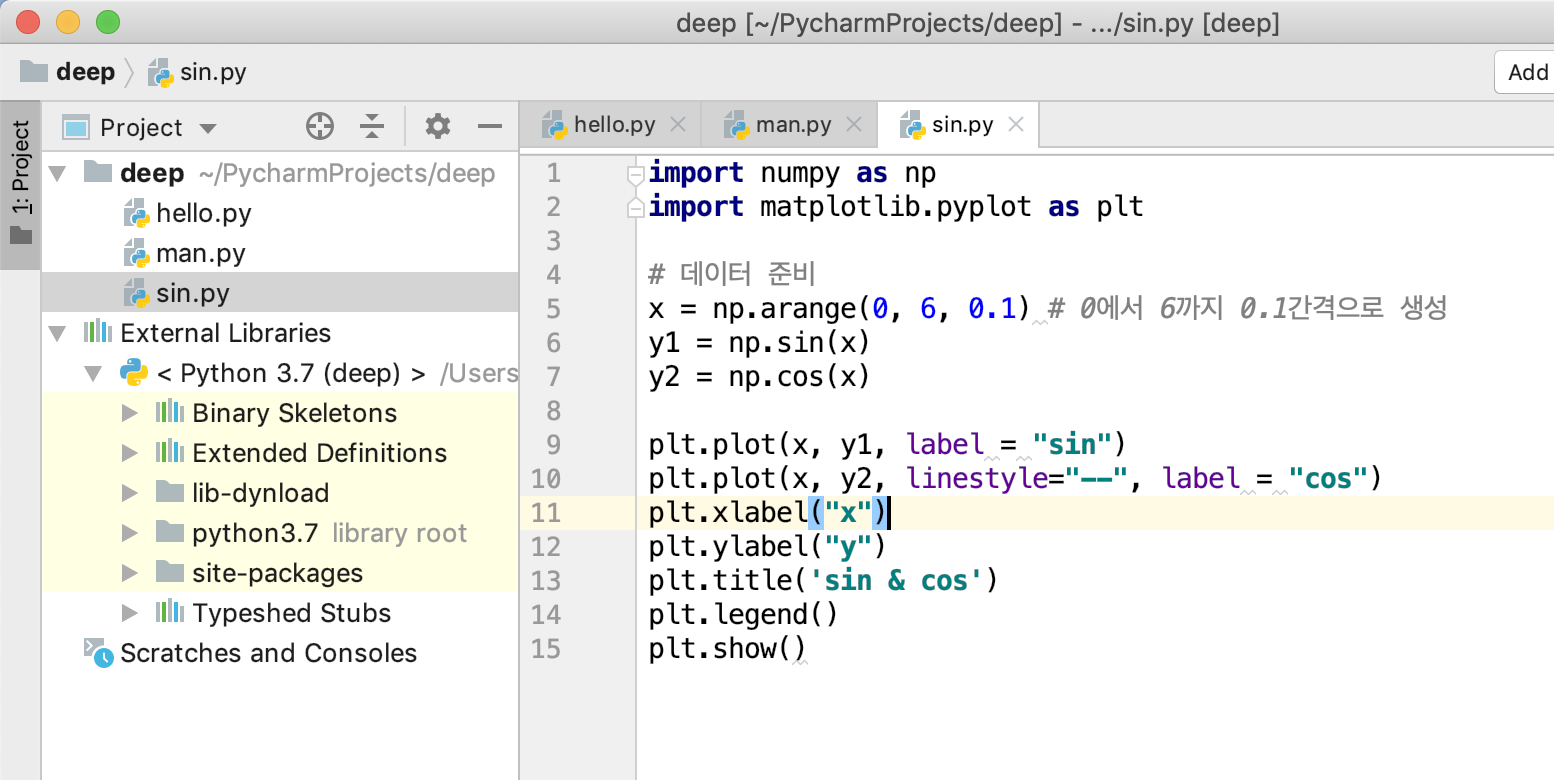 deep [~/PycharmProjects/deep] - .../sin.py [deep]
deep sin.py
Add
1: Project
Project
deep ~/PycharmProjects/deep
hello.py
man.py
sin.py
External Libraries
< Python 3.7 (deep) > /Users
Binary Skeletons
Extended Definitions
lib-dynload
python3.7 library root
site-packages
Typeshed Stubs
Scratches and Consoles
hello.py man.py sin.py
1 import numpy as np
2 import matplotlib.pyplot as plt
3
4 # 데이터 준비
5 x = np.arange(0, 6, 0.1) # 0에서 6까지 0.1간격으로 생성
6 y1 = np.sin(x)
7 y2 = np.cos(x)
8
9 plt.plot(x, y1, label = "sin")
10 plt.plot(x, y2, linestyle="--", label = "cos")
11 plt.xlabel("x")
12 plt.ylabel("y")
13 plt.title('sin & cos')
14 plt.legend()
15 plt.show()